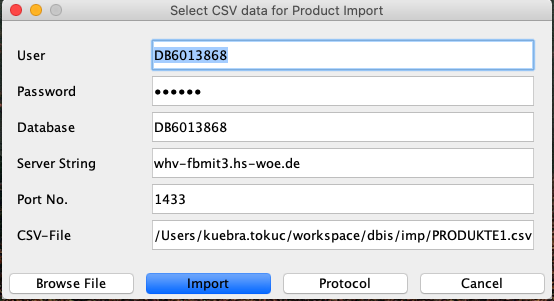 Select CSV data for Product Import
User DB6013868
Password ••••••
Database DB6013868
Server String whv-fbmit3.hs-woe.de
Port No. 1433
CSV-File /Users/kuebra.tokuc/workspace/dbis/imp/PRODUKTE1.csv
Browse File Import Protocol Cancel